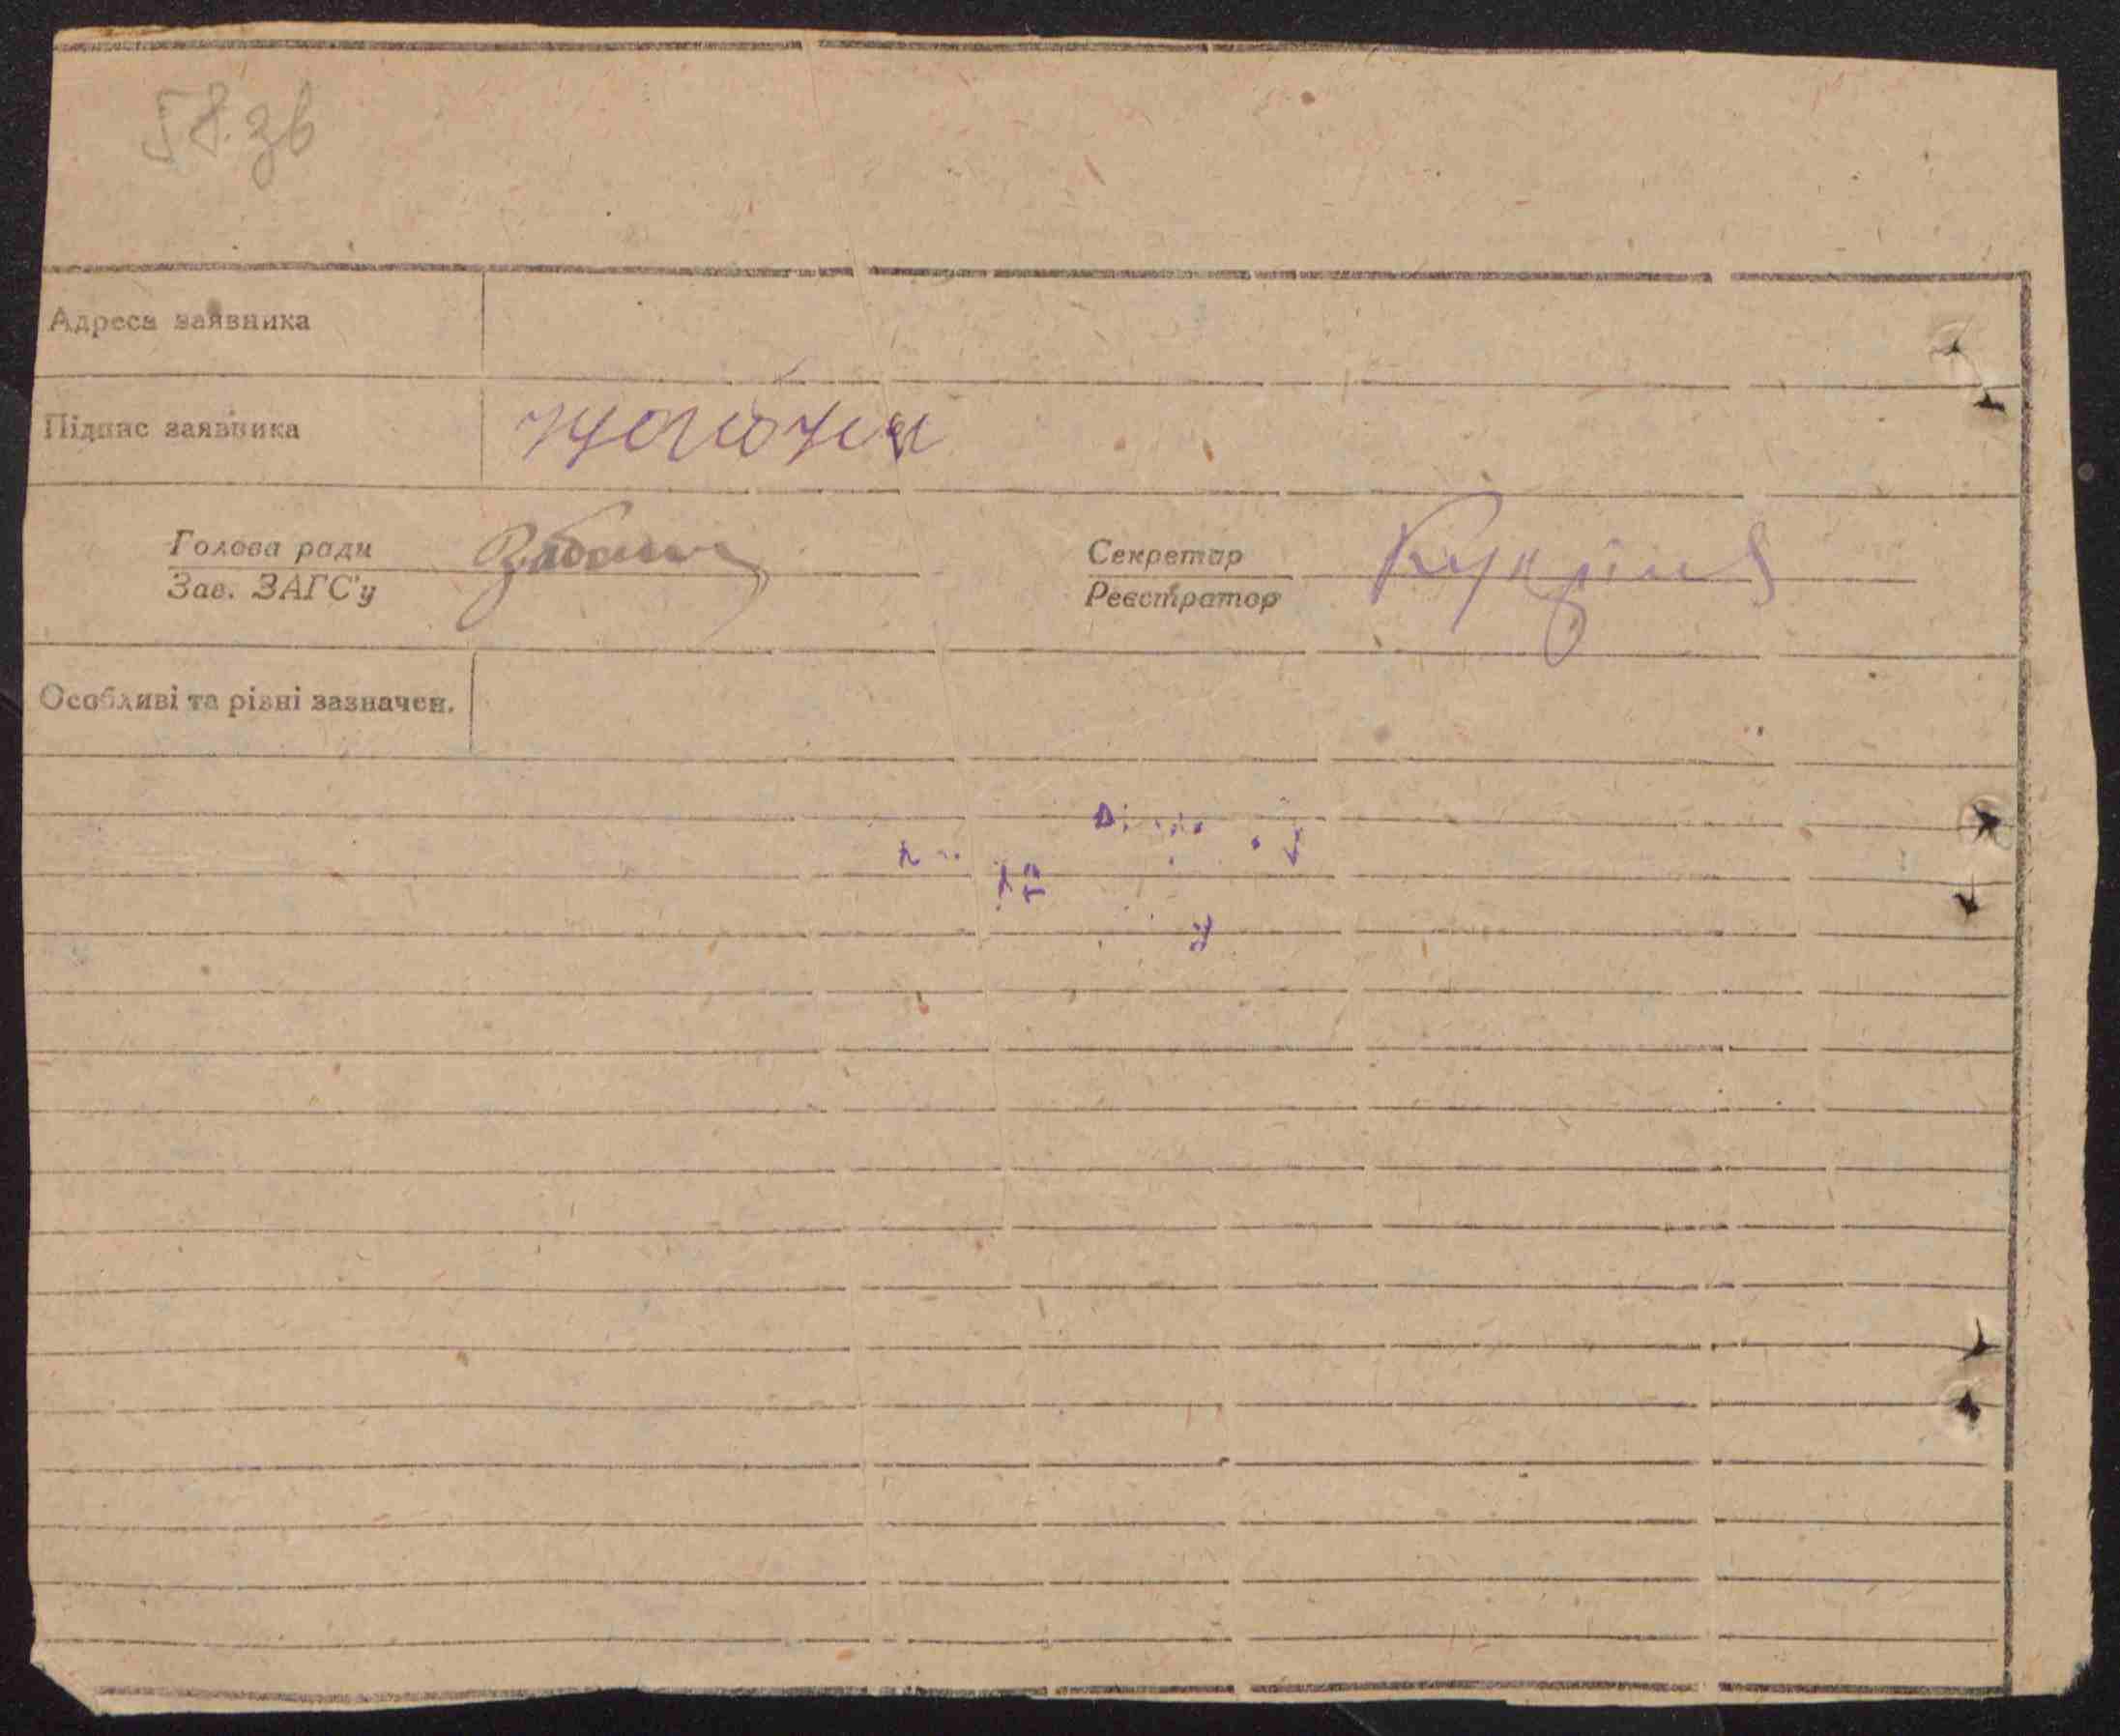 58.зв
Адреса заявника
Підпис заявника
Голова ради
Зав. ЗАГС'у
Секретар
Реєстратор
Особливі та різні зазначен.